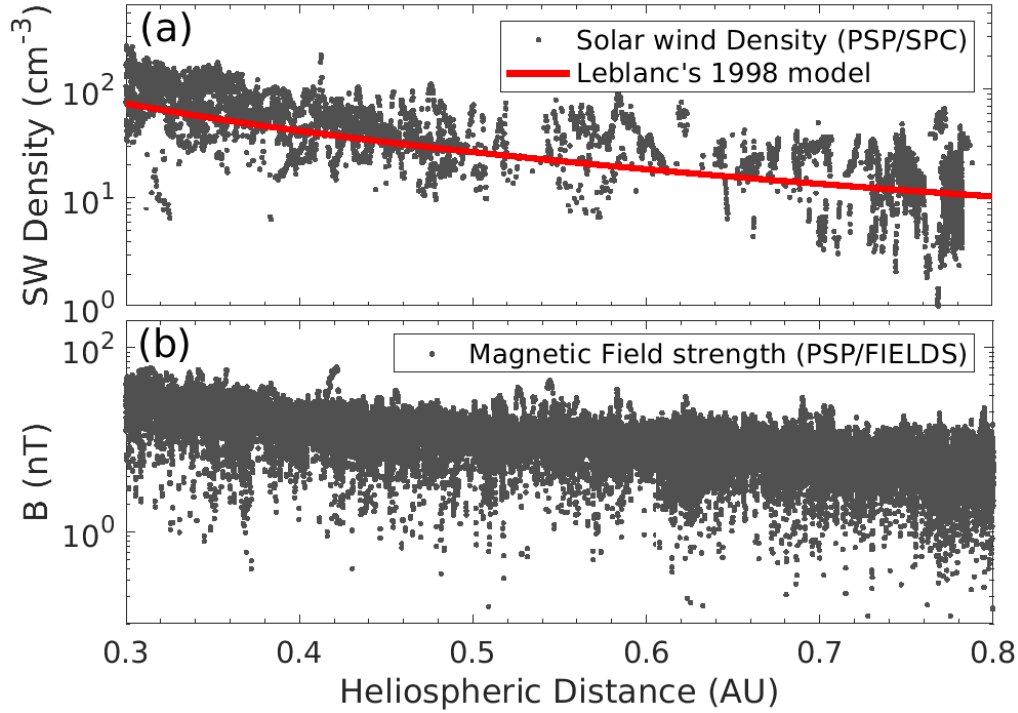 (a)
Solar wind Density (PSP/SPC)
Leblanc's 1998 model
SW Density (cm⁻³)
10²
10¹
10⁰
(b)
Magnetic Field strength (PSP/FIELDS)
B (nT)
10²
10⁰
0.3 0.4 0.5 0.6 0.7 0.8
Heliospheric Distance (AU)